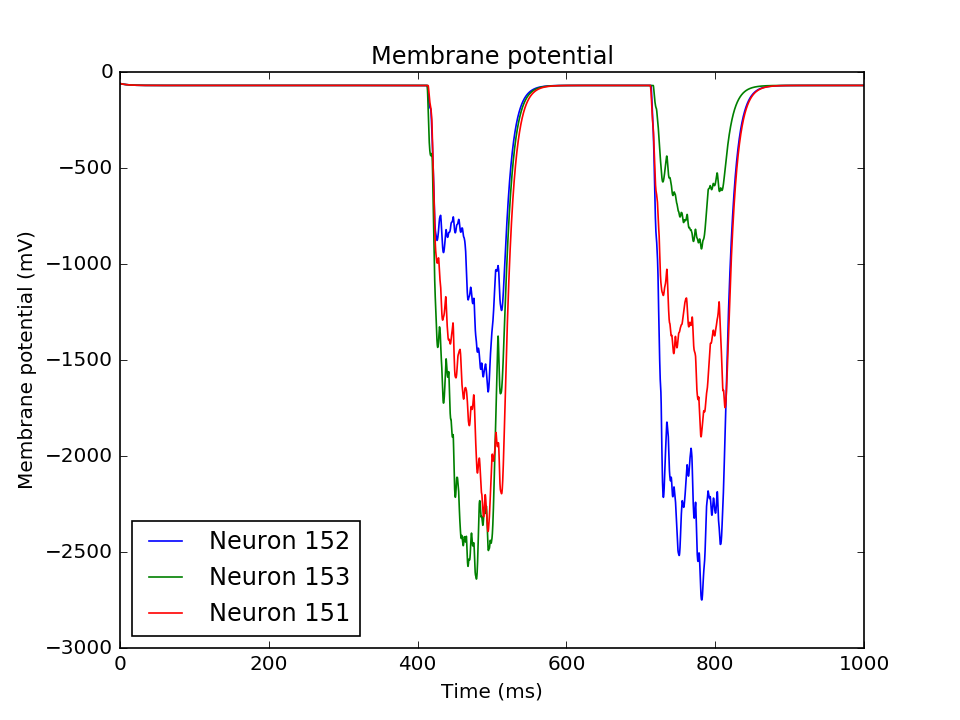 Membrane potential
Membrane potential (mV)
0
−500
−1000
−1500
−2000
−2500
−3000
Neuron 152
Neuron 153
Neuron 151
0 200 400 600 800 1000
Time (ms)